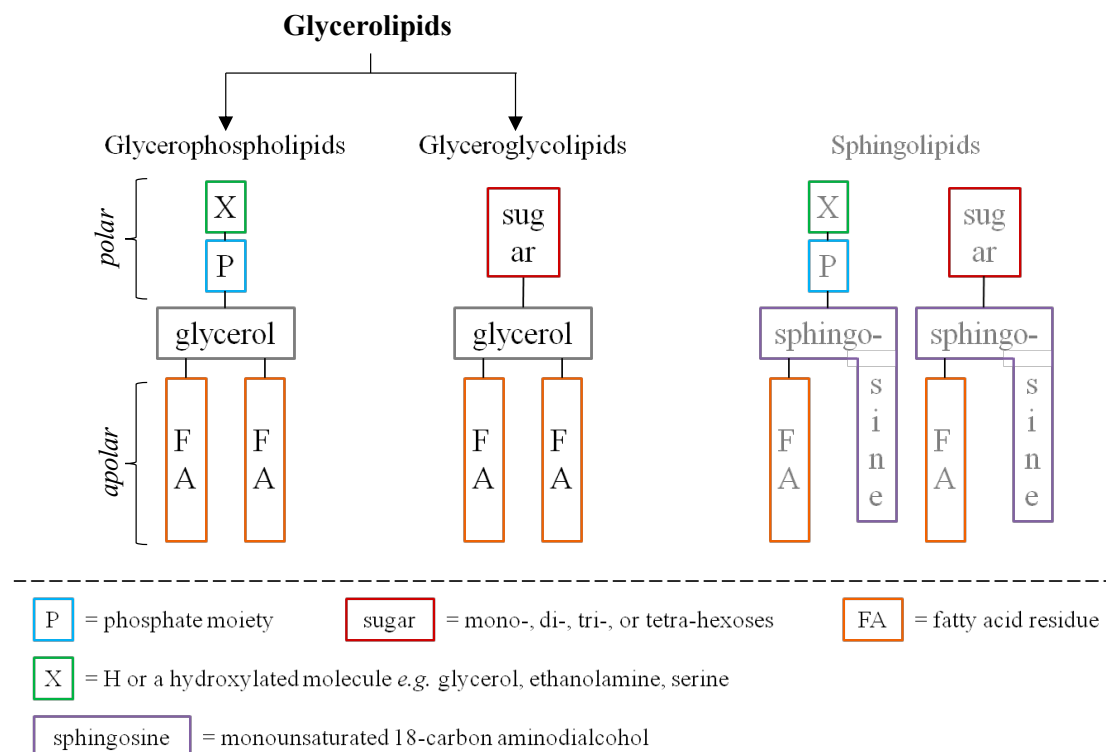 Glycerolipids
Glycerophospholipids
Glyceroglycolipids
Sphingolipids
polar
X
P
glycerol
apolar
F
A
F
A
sug
ar
glycerol
F
A
F
A
X
P
sphingo-
s
i
n
e
F
A
sug
ar
sphingo-
s
i
n
e
F
A
P = phosphate moiety
sugar = mono-, di-, tri-, or tetra-hexoses
FA = fatty acid residue
X = H or a hydroxylated molecule e.g. glycerol, ethanolamine, serine
sphingosine = monounsaturated 18-carbon aminodialcohol